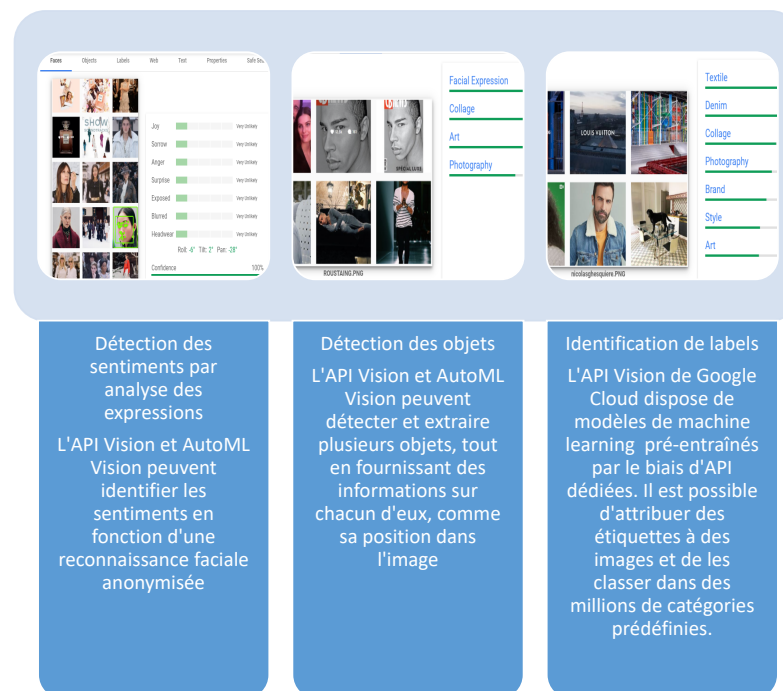 Faces Objects Labels Web Text Properties Safe Sea
SHOW
Joy Very Unlikely
Sorrow Very Unlikely
Anger Very Unlikely
Surprise Very Unlikely
Exposed Very Unlikely
Blurred Very Unlikely
Headwear Very Unlikely
Roll: -6° Tilt: 2° Pan: -28°
Confidence 100%
Facial Expression
Collage
Art
Photography
SPECIAL LUXE
ROUSTAING.PNG
Textile
Denim
Collage
Photography
Brand
Style
Art
LOUIS VUITTON
nicolasghesquiere.PNG
Détection des
sentiments par
analyse des
expressions
L'API Vision et AutoML
Vision peuvent
identifier les
sentiments en
fonction d'une
reconnaissance faciale
anonymisée
Détection des objets
L'API Vision et AutoML
Vision peuvent
détecter et extraire
plusieurs objets, tout
en fournissant des
informations sur
chacun d'eux, comme
sa position dans
l'image
Identification de labels
L'API Vision de Google
Cloud dispose de
modèles de machine
learning pré-entraînés
par le biais d'API
dédiées. Il est possible
d'attribuer des
étiquettes à des
images et de les
classer dans des
millions de catégories
prédéfinies.